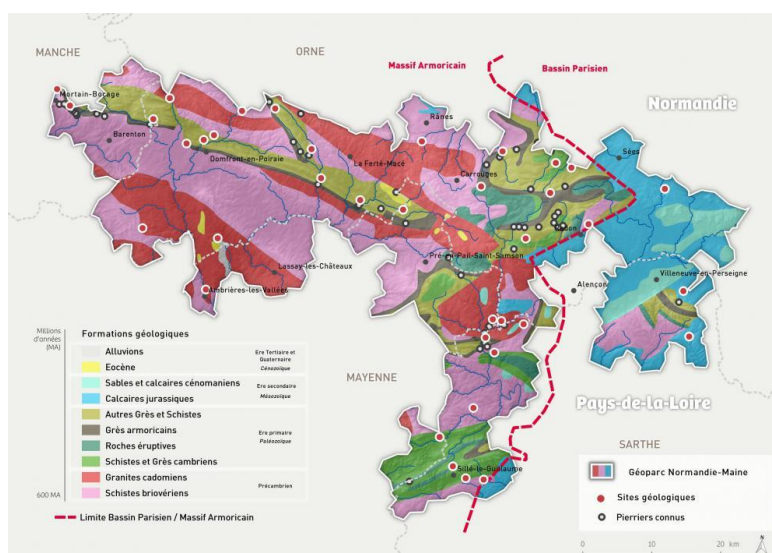 MANCHE
ORNE
Massif Armoricain
Bassin Parisien
Normandie
Mortain-Bocage
Barenton
Domfront-en-Poiraie
La Ferté-Macé
Rânes
Carrouges
Sées
Lassay-les-Châteaux
Ambrières-les-Vallées
Pré-en-Pail-Saint-Samson
Alençon
Villeneuve-en-Perseigne
MAYENNE
Pays-de-la-Loire
SARTHE
Sillé-le-Guillaume
Millions
d'années
(MA)
600 MA
Formations géologiques
Alluvions
Eocène
Ere Tertiaire et
Quaternaire
Cénozoïque
Sables et calcaires cénomaniens
Calcaires jurassiques
Ere secondaire
Mésozoïque
Autres Grès et Schistes
Grès armoricains
Roches éruptives
Schistes et Grès cambriens
Ere primaire
Paléozoïque
Granites cadomiens
Schistes briovériens
Précambrien
Limite Bassin Parisien / Massif Armoricain
Géoparc Normandie-Maine
Sites géologiques
Pierriers connus
0 10 20 km
N